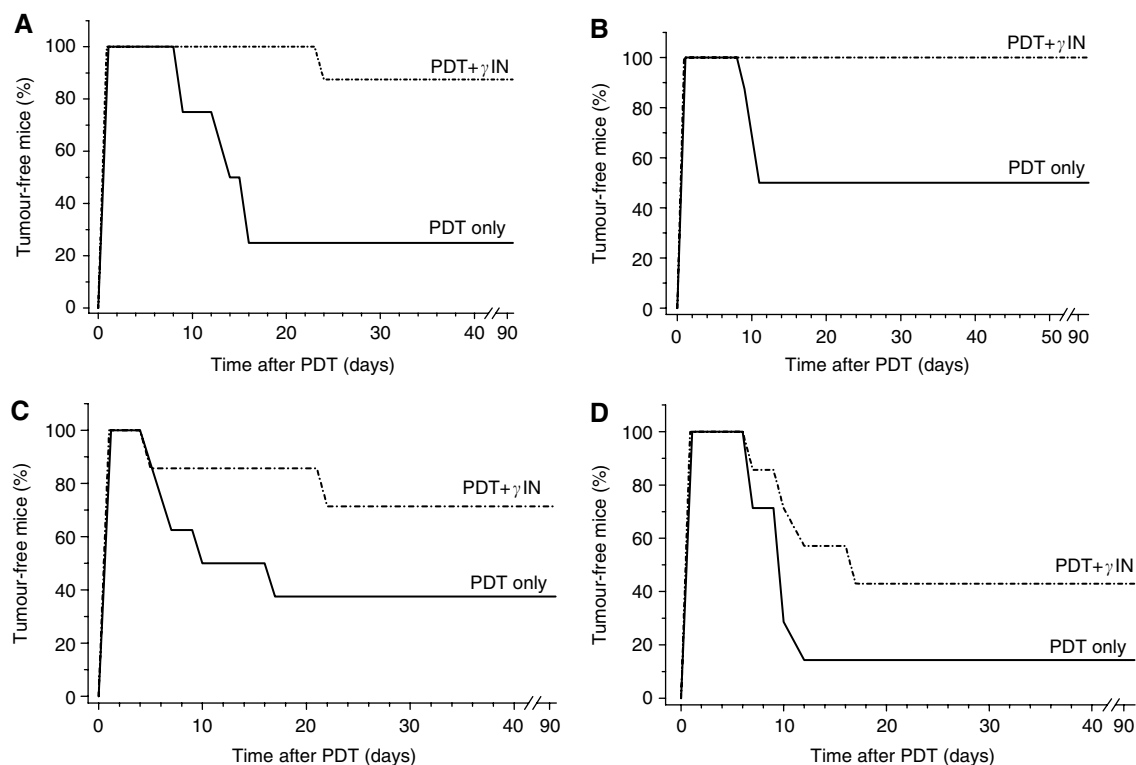 A
Tumour-free mice (%)
100
80
60
40
20
0
PDT+γIN
PDT only
0 10 20 30 40 90
Time after PDT (days)
B
Tumour-free mice (%)
100
80
60
40
20
0
PDT+γIN
PDT only
0 10 20 30 40 50 90
Time after PDT (days)
C
Tumour-free mice (%)
100
80
60
40
20
0
PDT+γIN
PDT only
0 10 20 30 40 90
Time after PDT (days)
D
Tumour-free mice (%)
100
80
60
40
20
0
PDT+γIN
PDT only
0 10 20 30 40 90
Time after PDT (days)